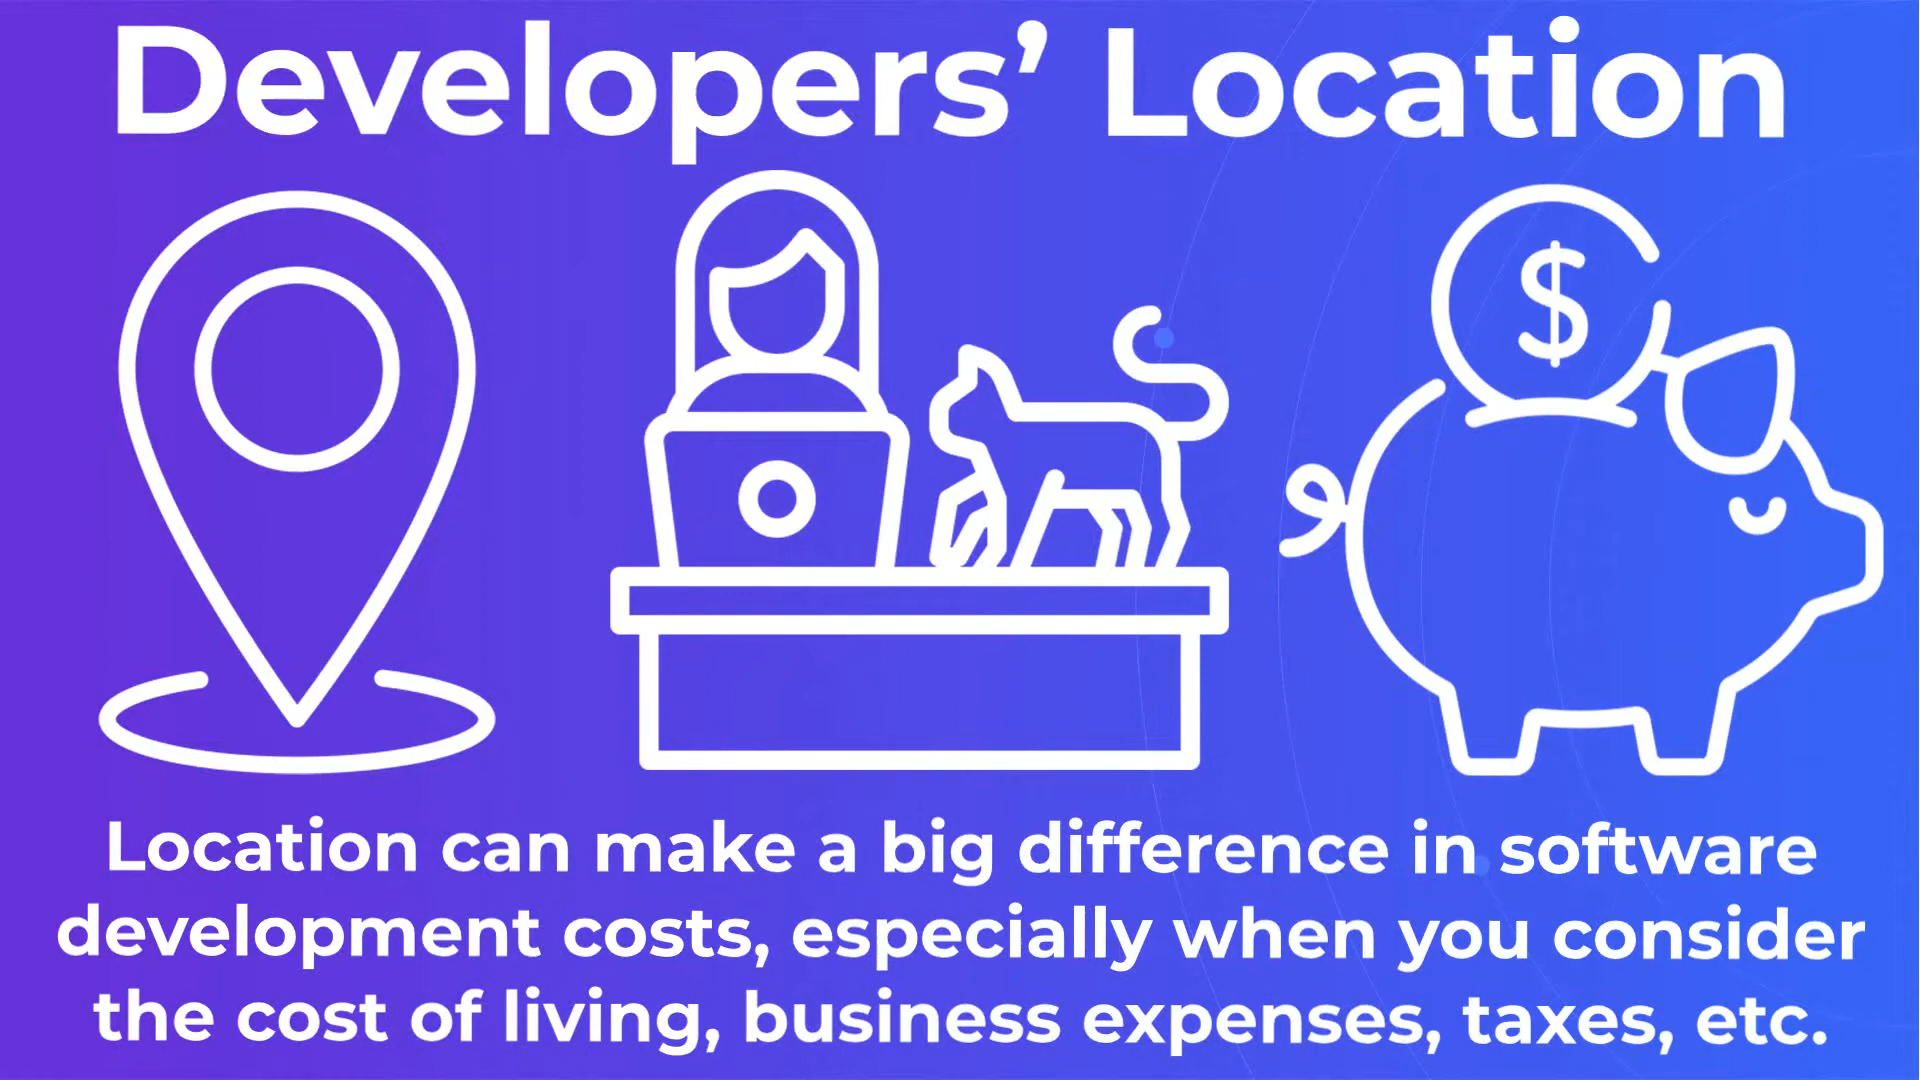 Developers’ Location
$
Location can make a big difference in software
development costs, especially when you consider
the cost of living, business expenses, taxes, etc.